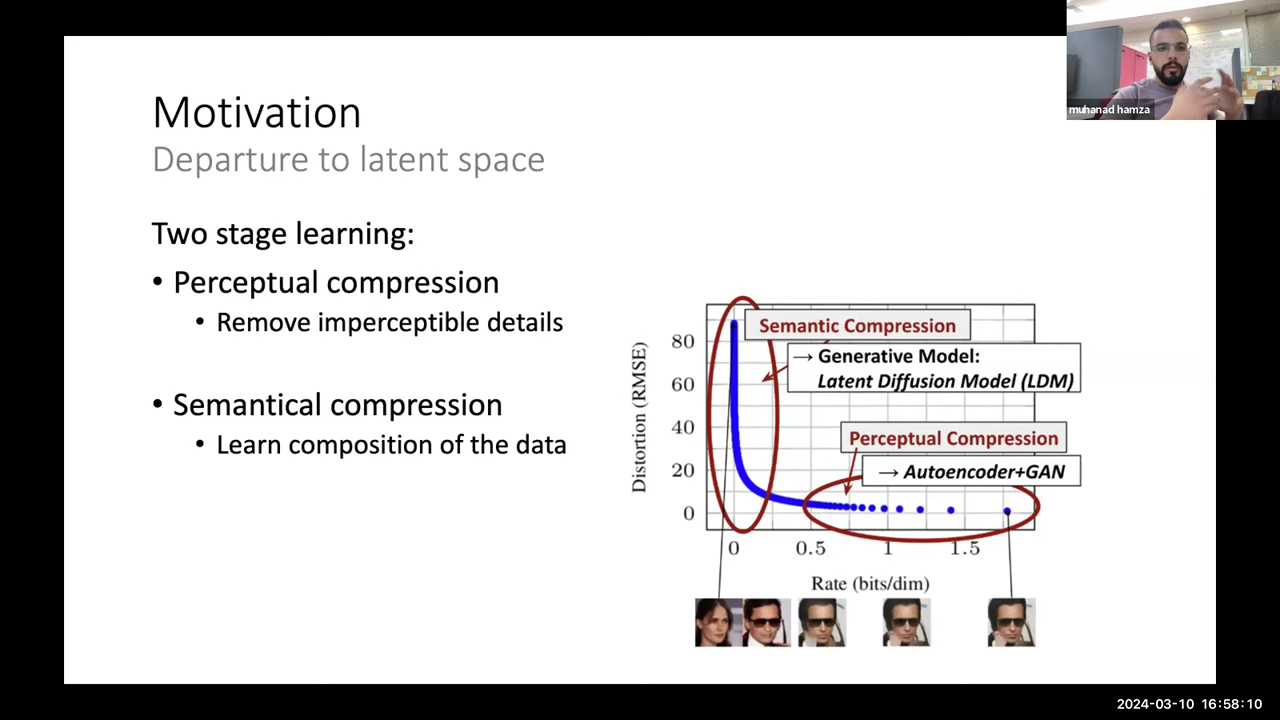 muhanad hamza
Motivation
Departure to latent space
Two stage learning:
• Perceptual compression
• Remove imperceptible details
• Semantical compression
• Learn composition of the data
Semantic Compression
→ Generative Model:
Latent Diffusion Model (LDM)
Perceptual Compression
→ Autoencoder+GAN
Distortion (RMSE)
80
60
40
20
0
0 0.5 1 1.5
Rate (bits/dim)
2024-03-10 16:58:10